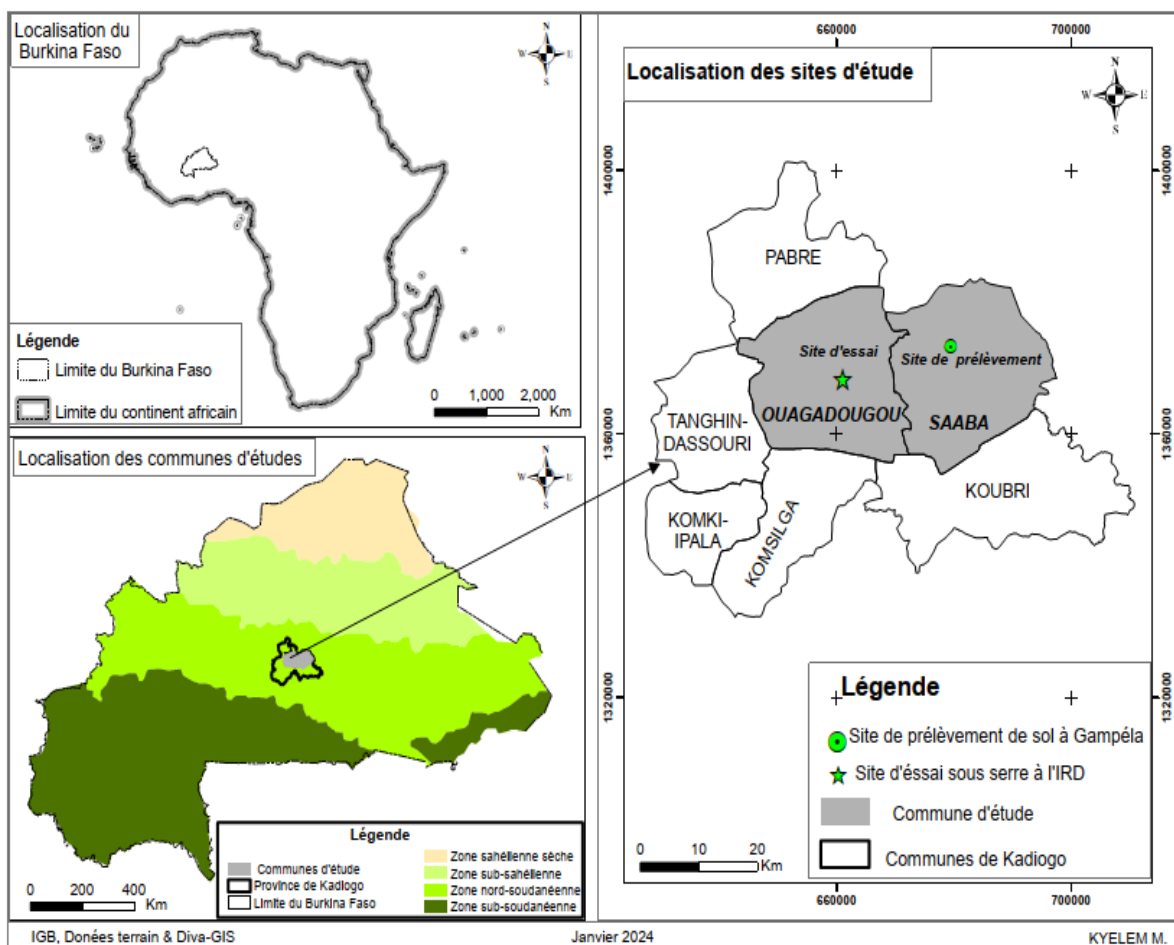 Localisation du
Burkina Faso
N
W
E
S
Légende
Limite du Burkina Faso
Limite du continent africain
0 1,000 2,000
Km
Localisation des communes d'études
N
W
E
S
Légende
Communes d'étude
Province de Kadiogo
Limite du Burkina Faso
Zone sahélienne sèche
Zone sub-sahélienne
Zone nord-soudanéenne
Zone sub-soudanéenne
0 200 400
Km
660000 700000
Localisation des sites d'étude
N
W
E
S
1400000 1400000
PABRE
Site d'essai
Site de prélèvement
OUAGADOUGOU
SAABA
TANGHIN-
DASSOURI
1360000 1360000
KOUBRI
KOMKI-
IPALA
KOMSILGA
1320000 1320000
Légende
Site de prélèvement de sol à Gampéla
Site d'éssai sous serre à l'IRD
Commune d'étude
Communes de Kadiogo
0 10 20
Km
660000 700000
IGB, Donées terrain & Diva-GIS Janvier 2024 KYELEM M.